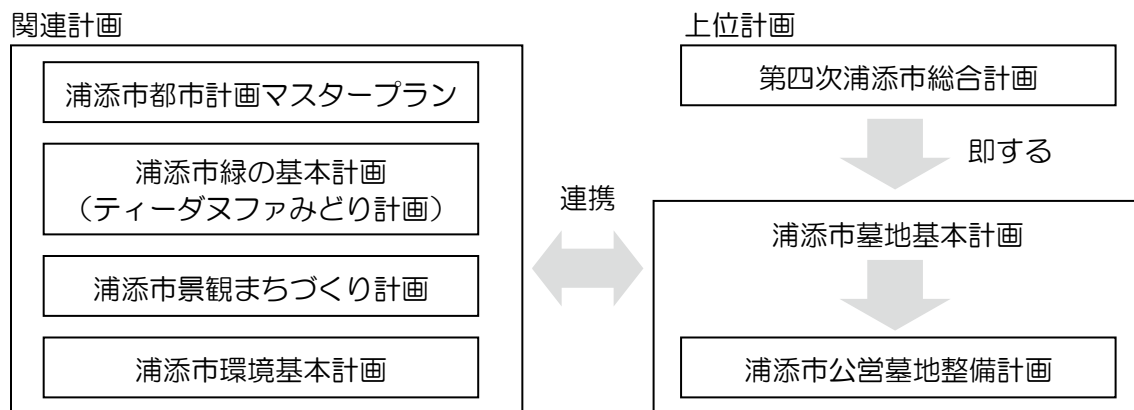 関連計画
浦添市都市計画マスタープラン
浦添市緑の基本計画
（ティーダヌファみどり計画）
浦添市景観まちづくり計画
浦添市環境基本計画
連携
上位計画
第四次浦添市総合計画
即する
浦添市墓地基本計画
浦添市公営墓地整備計画